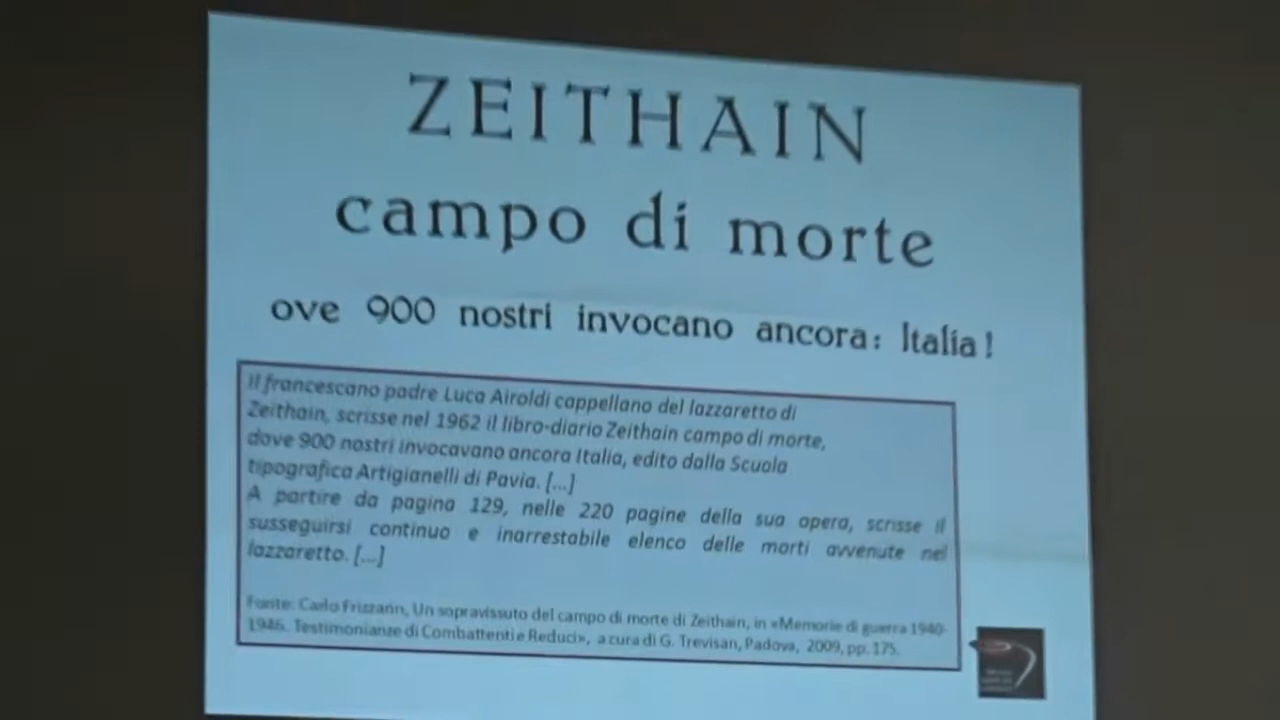 ZEITHAIN
campo di morte
ove 900 nostri invocano ancora: Italia!
Il francescano padre Luca Airoldi cappellano del lazzaretto di
Zeithain, scrisse nel 1962 il libro-diario Zeithain campo di morte,
dove 900 nostri invocavano ancora Italia, edito dalla Scuola
tipografica Artigianelli di Pavia. [...]
A partire da pagina 129, nelle 220 pagine della sua opera, scrisse il
susseguirsi continuo e inarrestabile elenco delle morti avvenute nel
lazzaretto. [...]
Fonte: Carlo Frizzarin, Un sopravissuto del campo di morte di Zeithain, in «Memorie di guerra 1940-
1946. Testimonianze di Combattenti e Reduci», a cura di G. Trevisan, Padova, 2009, pp. 175.